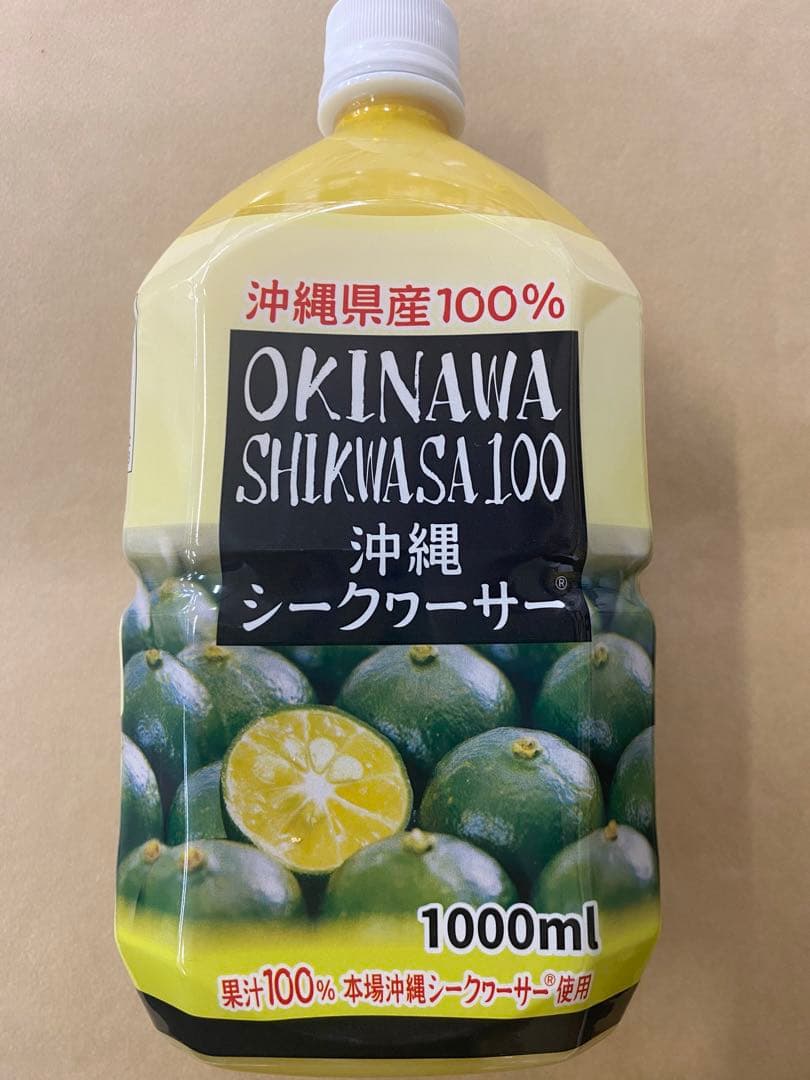 沖縄県産100%
OKINAWA
SHIKWASA 100
沖縄
シークヮーサー®
1000ml
果汁100% 本場沖縄シークヮーサー®使用